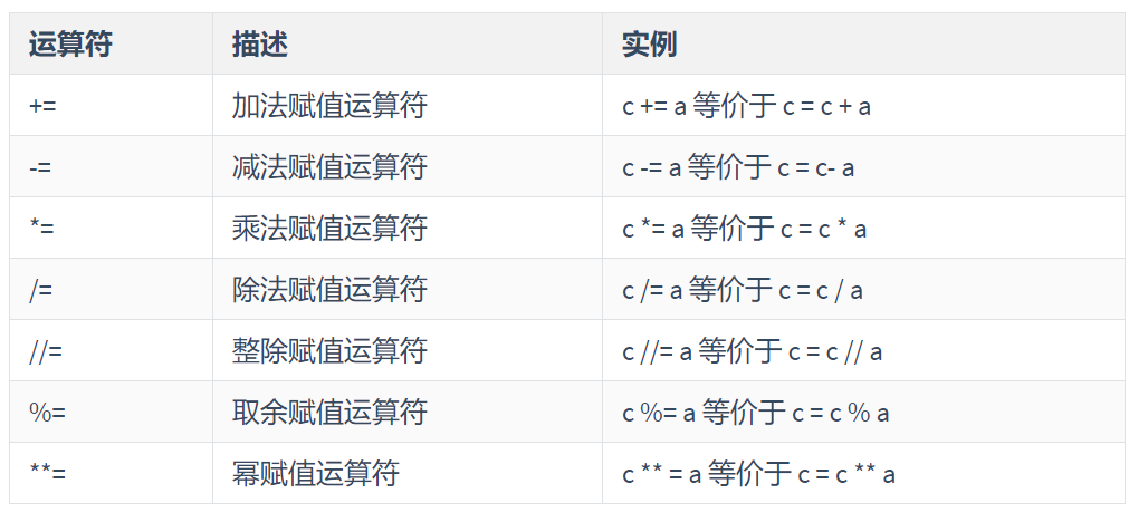 运算符 描述 实例
+= 加法赋值运算符 c += a 等价于 c = c + a
-= 减法赋值运算符 c -= a 等价于 c = c- a
*= 乘法赋值运算符 c *= a 等价于 c = c * a
/= 除法赋值运算符 c /= a 等价于 c = c / a
//= 整除赋值运算符 c //= a 等价于 c = c // a
%= 取余赋值运算符 c %= a 等价于 c = c % a
**= 幂赋值运算符 c ** = a 等价于 c = c ** a